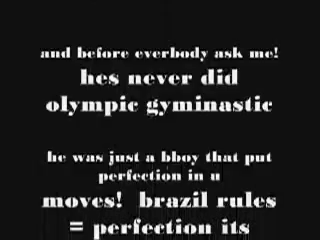 and before everbody ask me!
hes never did
olympic gyminastic
he was just a bboy that put
perfection in u
moves!  brazil rules
= perfection its